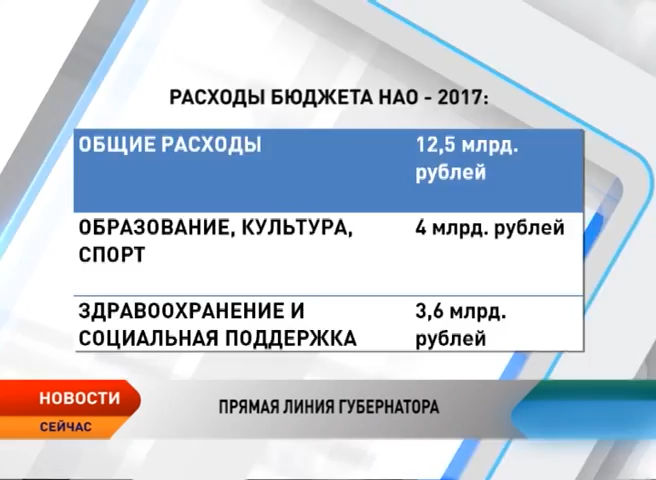 РАСХОДЫ БЮДЖЕТА НАО - 2017:
ОБЩИЕ РАСХОДЫ
12,5 млрд.
рублей
ОБРАЗОВАНИЕ, КУЛЬТУРА,
СПОРТ
4 млрд. рублей
ЗДРАВООХРАНЕНИЕ И
СОЦИАЛЬНАЯ ПОДДЕРЖКА
3,6 млрд.
рублей
НОВОСТИ
СЕЙЧАС
ПРЯМАЯ ЛИНИЯ ГУБЕРНАТОРА